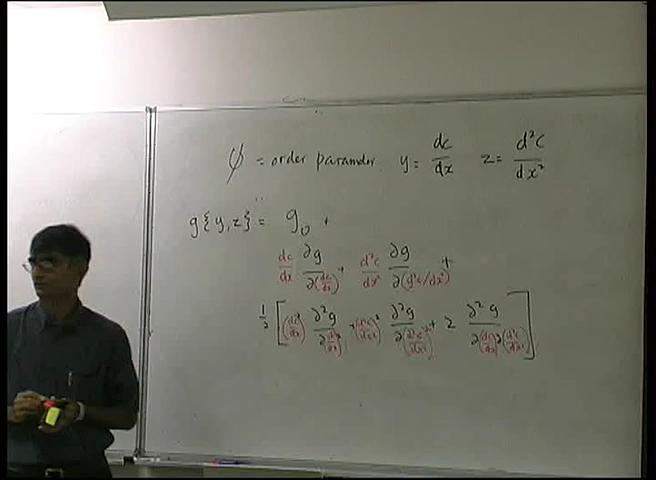 ψ = order parameter. y = dc/dx z = d²c/dx²
g{y,z} = g₀ +
dc/dx ∂g/∂(dc/dx) + d²c/dx² ∂g/∂(d²c/dx²) +
1/2 [ (dc/dx)² ∂²g/∂(dc/dx)² + (d²c/dx²)² ∂²g/∂(d²c/dx²)² + 2 ∂²g/∂(dc/dx)∂(d²c/dx²) ]